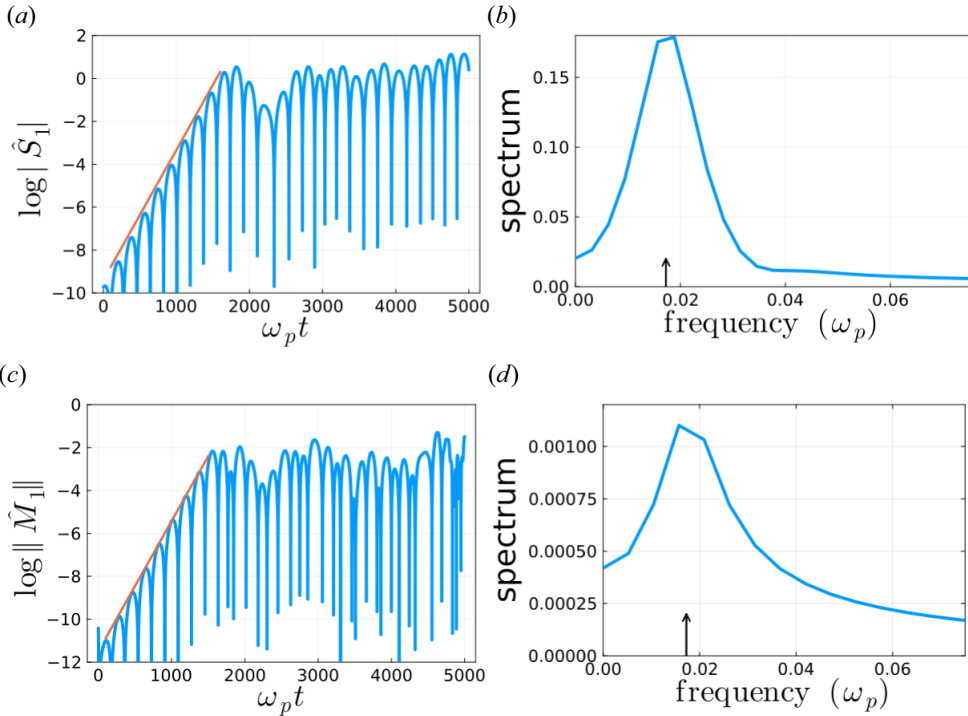 (a)
2
0
−2
−4
−6
−8
−10
log | Ŝ₁|
0 1000 2000 3000 4000 5000
ωₚt
(b)
0.15
0.10
0.05
0.00
spectrum
0.00 0.02 0.04 0.06
frequency (ωₚ)
(c)
0
−2
−4
−6
−8
−10
−12
log || M̂₁||
0 1000 2000 3000 4000 5000
ωₚt
(d)
0.00100
0.00075
0.00050
0.00025
0.00000
spectrum
0.00 0.02 0.04 0.06
frequency (ωₚ)